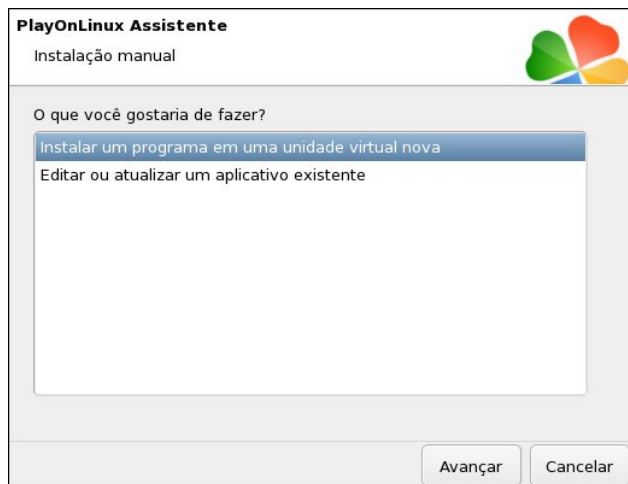 PlayOnLinux Assistente
Instalação manual
O que você gostaria de fazer?
Instalar um programa em uma unidade virtual nova
Editar ou atualizar um aplicativo existente
Avançar
Cancelar